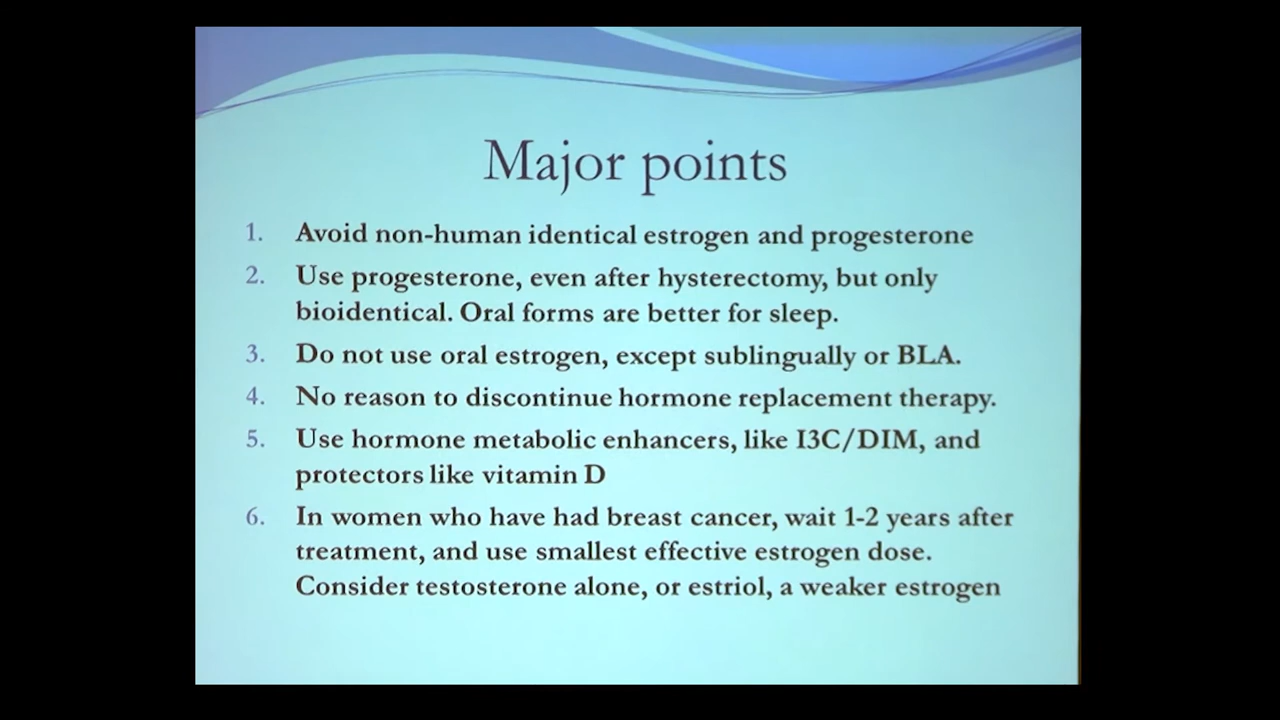 Major points
1. Avoid non-human identical estrogen and progesterone
2. Use progesterone, even after hysterectomy, but only
bioidentical. Oral forms are better for sleep.
3. Do not use oral estrogen, except sublingually or BLA.
4. No reason to discontinue hormone replacement therapy.
5. Use hormone metabolic enhancers, like I3C/DIM, and
protectors like vitamin D
6. In women who have had breast cancer, wait 1-2 years after
treatment, and use smallest effective estrogen dose.
Consider testosterone alone, or estriol, a weaker estrogen